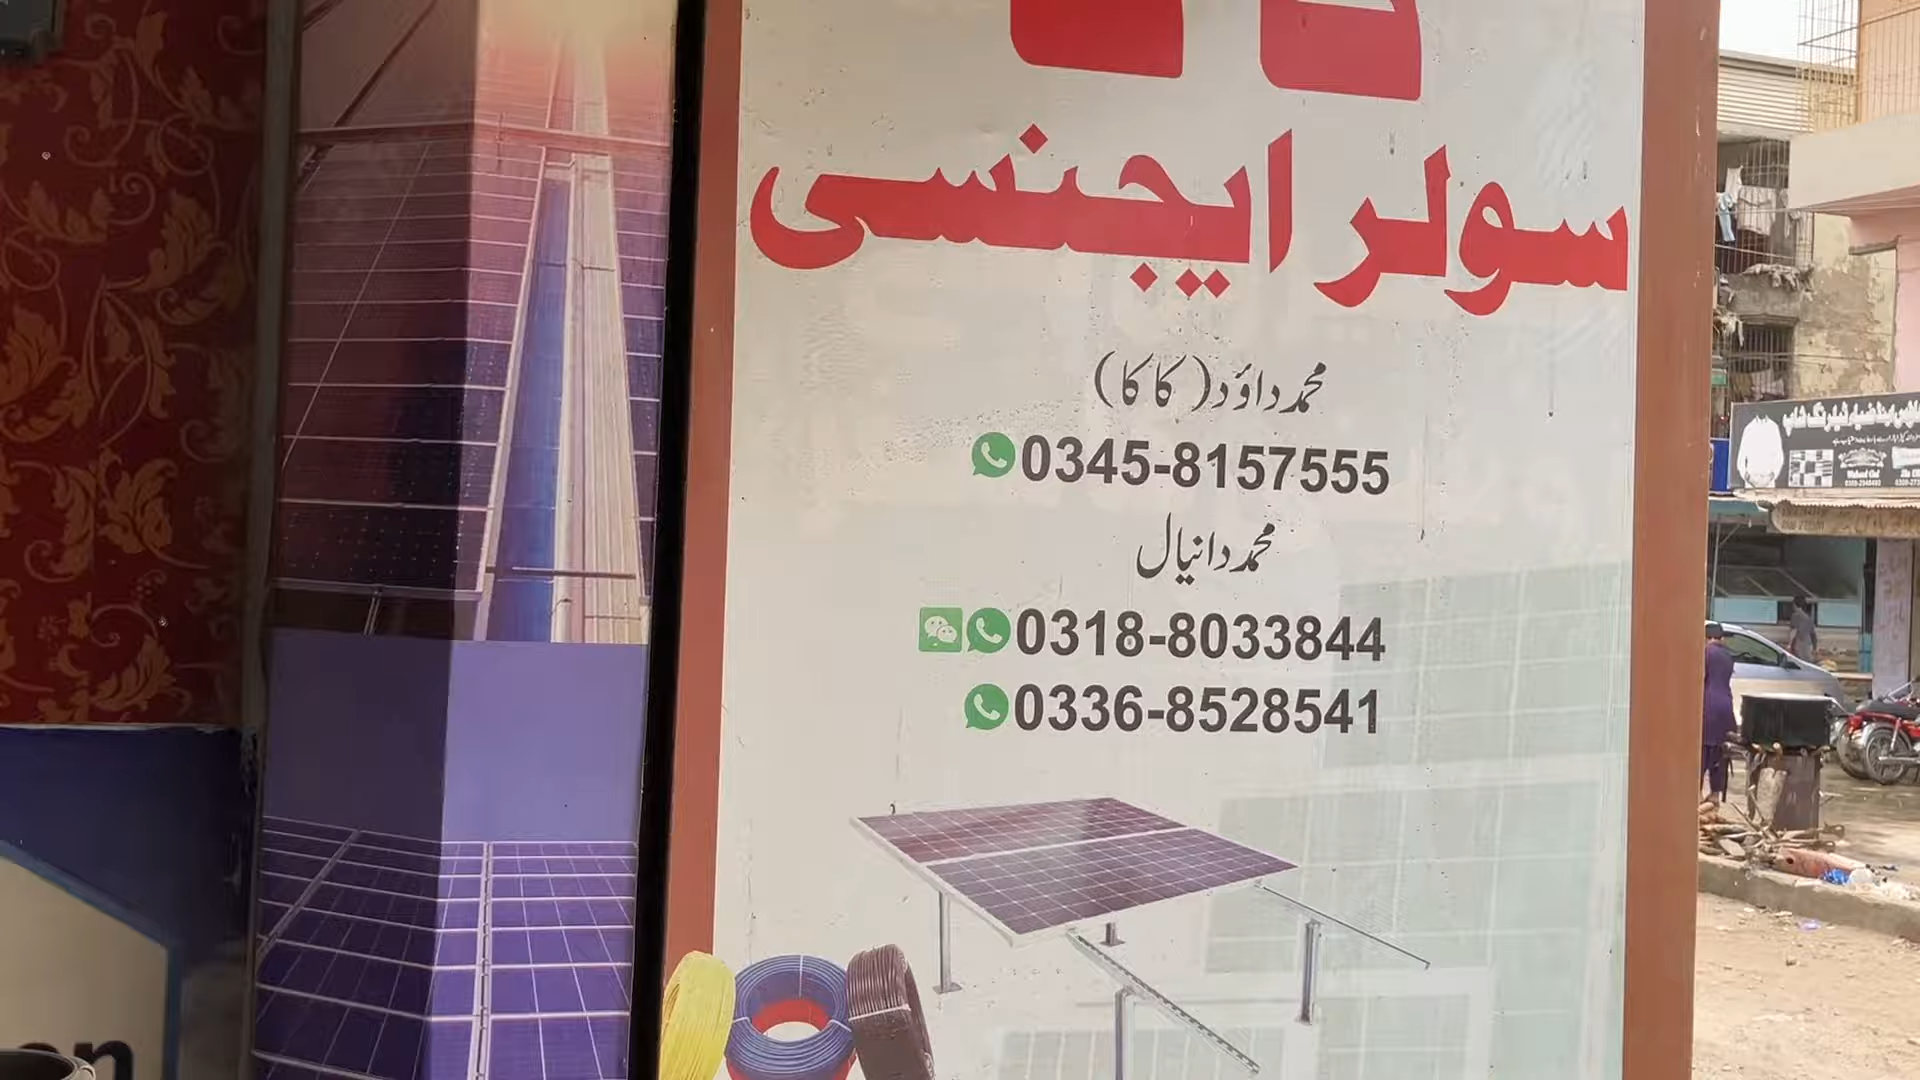 سولر ایجنسی
محمد داؤد (کاکا)
0345-8157555
محمد دانیال
0318-8033844
0336-8528541